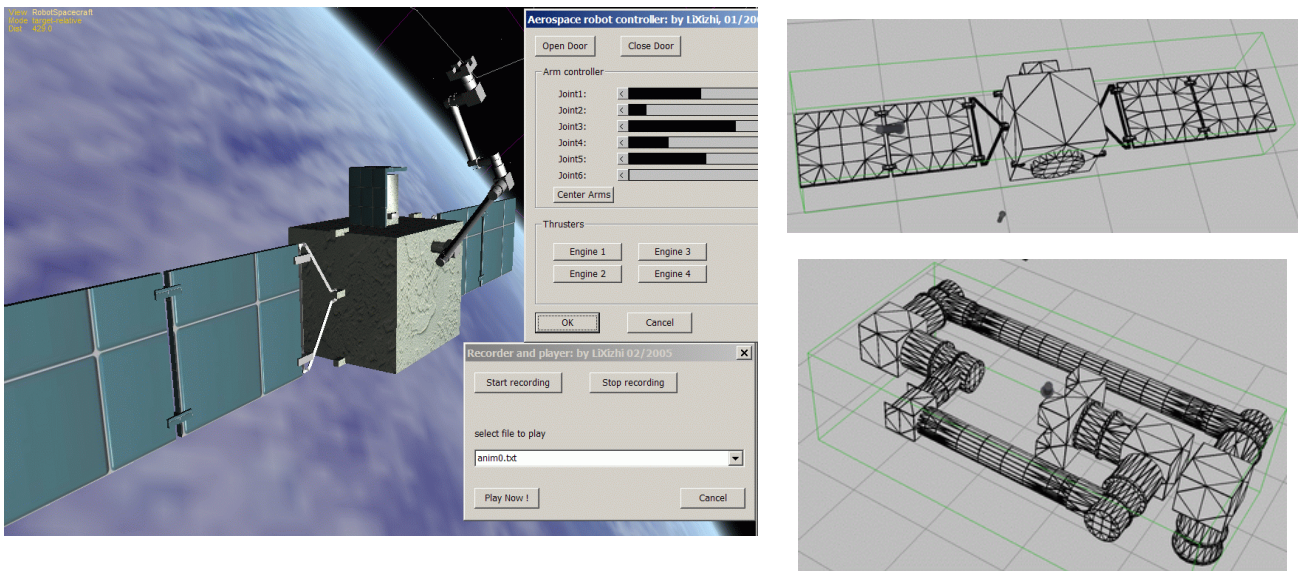 View RobotSpacecraft
Mode target-relative
Dist 429.0
Aerospace robot controller: by LiXizhi, 01/200
Open Door
Close Door
Arm controller
Joint1:
Joint2:
Joint3:
Joint4:
Joint5:
Joint6:
Center Arms
Thrusters
Engine 1
Engine 3
Engine 2
Engine 4
OK
Cancel
Recorder and player: by LiXizhi 02/2005
Start recording
Stop recording
select file to play
anim0.txt
Play Now !
Cancel